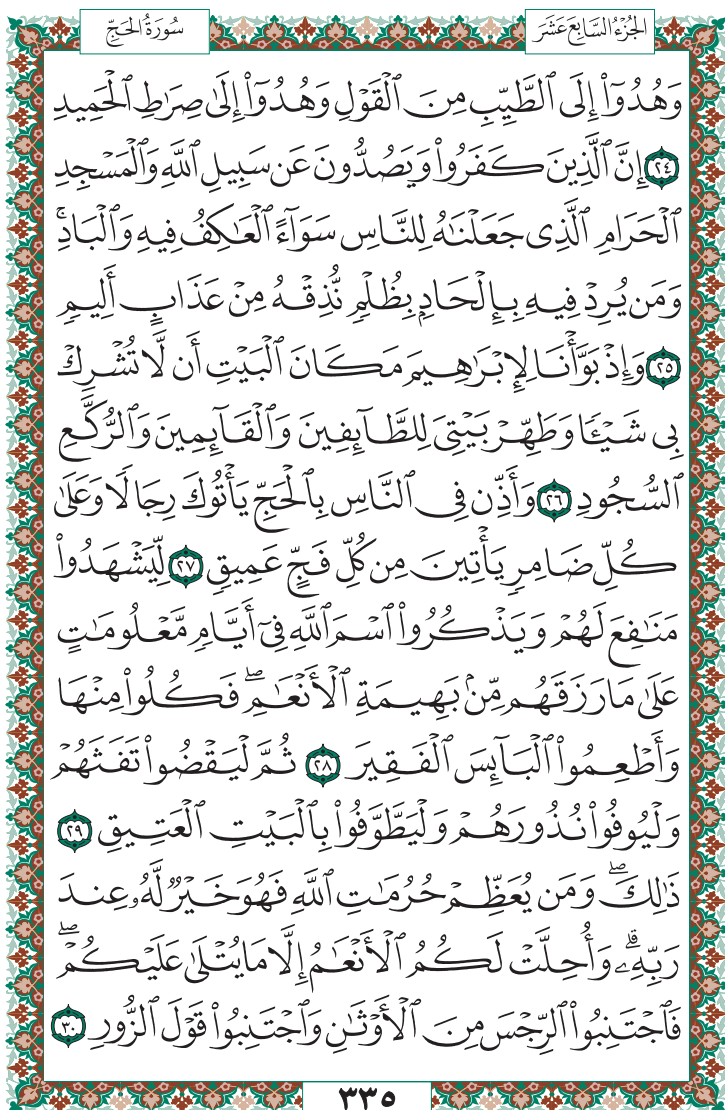 الجُزْءُ السَّابِعَ عَشَرَ
سُورَةُ الحَجِّ
وَهُدُوٓاْ إِلَى ٱلطَّيِّبِ مِنَ ٱلۡقَوۡلِ وَهُدُوٓاْ إِلَىٰ صِرَٰطِ ٱلۡحَمِيدِ
٢٤ إِنَّ ٱلَّذِينَ كَفَرُواْ وَيَصُدُّونَ عَن سَبِيلِ ٱللَّهِ وَٱلۡمَسۡجِدِ
ٱلۡحَرَامِ ٱلَّذِي جَعَلۡنَٰهُ لِلنَّاسِ سَوَآءً ٱلۡعَٰكِفُ فِيهِ وَٱلۡبَادِۚ
وَمَن يُرِدۡ فِيهِ بِإِلۡحَادِۭ بِظُلۡمٖ نُّذِقۡهُ مِنۡ عَذَابٍ أَلِيمٖ
٢٥ وَإِذۡ بَوَّأۡنَا لِإِبۡرَٰهِيمَ مَكَانَ ٱلۡبَيۡتِ أَن لَّا تُشۡرِكۡ
بِي شَيۡـٔٗا وَطَهِّرۡ بَيۡتِيَ لِلطَّآئِفِينَ وَٱلۡقَآئِمِينَ وَٱلرُّكَّعِ
ٱلسُّجُودِ ٢٦ وَأَذِّن فِي ٱلنَّاسِ بِٱلۡحَجِّ يَأۡتُوكَ رِجَالٗا وَعَلَىٰ
كُلِّ ضَامِرٖ يَأۡتِينَ مِن كُلِّ فَجٍّ عَمِيقٖ ٢٧ لِّيَشۡهَدُواْ
مَنَٰفِعَ لَهُمۡ وَيَذۡكُرُواْ ٱسۡمَ ٱللَّهِ فِيٓ أَيَّامٖ مَّعۡلُومَٰتٍ
عَلَىٰ مَا رَزَقَهُم مِّنۢ بَهِيمَةِ ٱلۡأَنۡعَٰمِۖ فَكُلُواْ مِنۡهَا
وَأَطۡعِمُواْ ٱلۡبَآئِسَ ٱلۡفَقِيرَ ٢٨ ثُمَّ لۡيَقۡضُواْ تَفَثَهُمۡ
وَلۡيُوفُواْ نُذُورَهُمۡ وَلۡيَطَّوَّفُواْ بِٱلۡبَيۡتِ ٱلۡعَتِيقِ ٢٩
ذَٰلِكَۖ وَمَن يُعَظِّمۡ حُرُمَٰتِ ٱللَّهِ فَهُوَ خَيۡرٞ لَّهُۥ عِندَ
رَبِّهِۦۗ وَأُحِلَّتۡ لَكُمُ ٱلۡأَنۡعَٰمُ إِلَّا مَا يُتۡلَىٰ عَلَيۡكُمۡۖ
فَٱجۡتَنِبُواْ ٱلرِّجۡسَ مِنَ ٱلۡأَوۡثَٰنِ وَٱجۡتَنِبُواْ قَوۡلَ ٱلزُّورِ ٣٠
٣٣٥